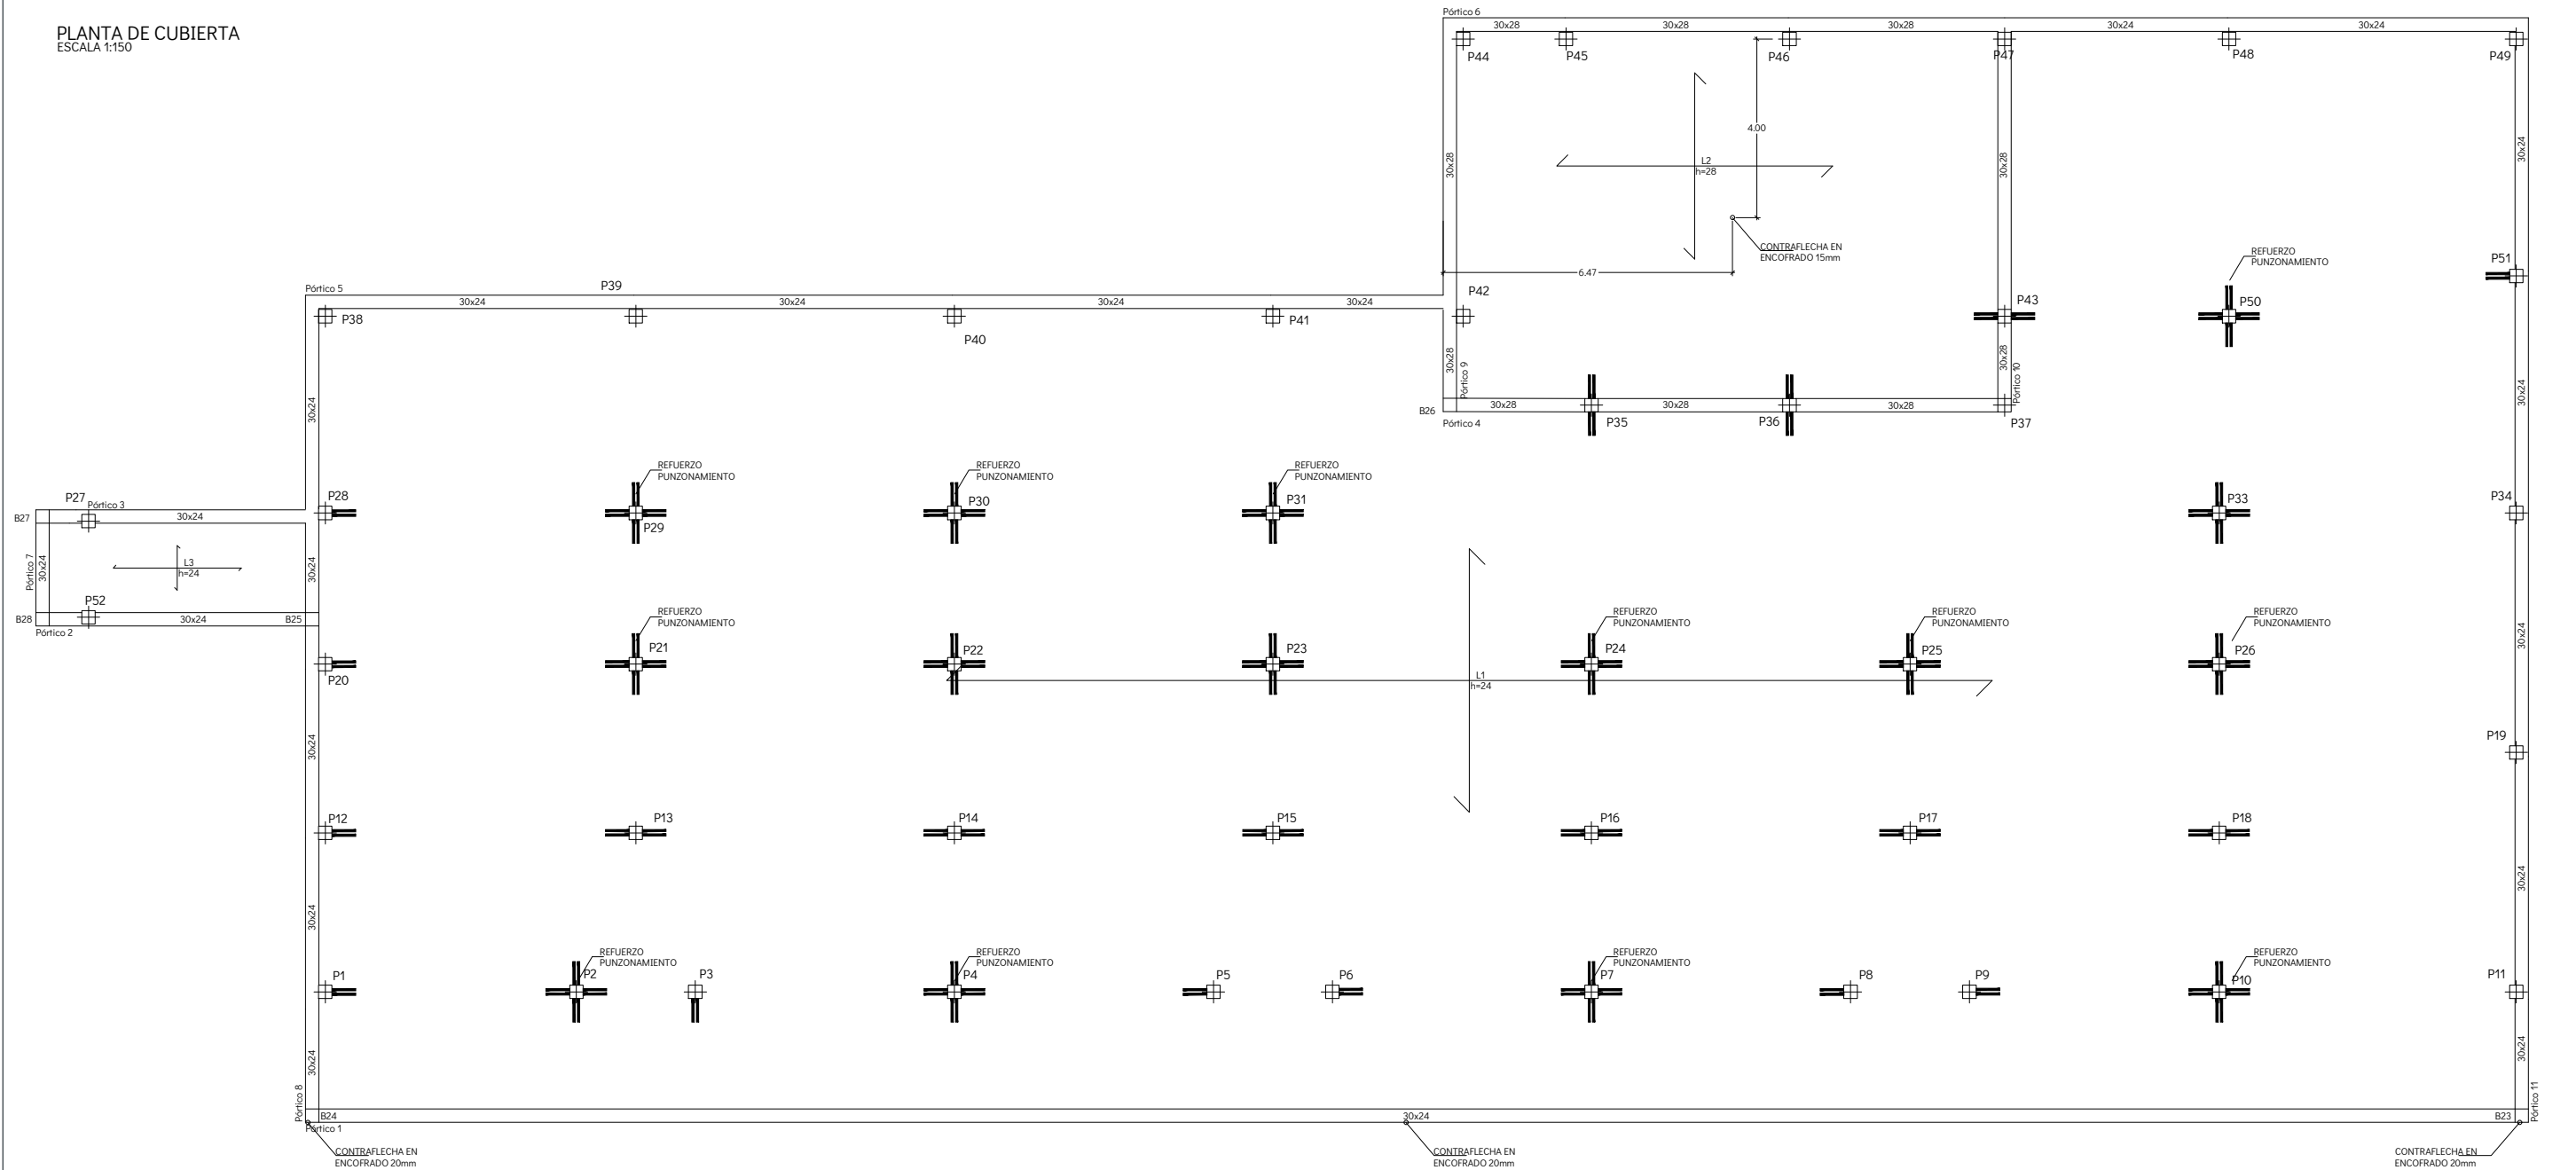 PLANTA DE CUBIERTA
ESCALA 1:150
Pórtico 6
30x28
30x28
30x28
30x24
30x24
P44
P45
P46
P47
P48
P49
4.00
30x28
L2
h=28
30x28
30x24
CONTRAFLECHA EN
ENCOFRADO 15mm
REFUERZO
PUNZONAMIENTO
P51
6.47
Pórtico 5
P39
P42
P43
P50
30x24
30x24
30x24
30x24
P38
P40
P41
30x28
Pórtico 9
30x28
Pórtico 10
30x24
30x24
B26
30x28
30x28
30x28
Pórtico 4
P35
P36
P37
REFUERZO
PUNZONAMIENTO
REFUERZO
PUNZONAMIENTO
REFUERZO
PUNZONAMIENTO
P27
Pórtico 3
P28
P29
P30
P31
P33
P34
B27
30x24
Pórtico 7
30x24
L3
h=24
30x24
P52
B28
30x24
B25
Pórtico 2
REFUERZO
PUNZONAMIENTO
REFUERZO
PUNZONAMIENTO
REFUERZO
PUNZONAMIENTO
REFUERZO
PUNZONAMIENTO
30x24
P20
P21
P22
P23
P24
P25
P26
L1
h=24
30x24
P19
P12
P13
P14
P15
P16
P17
P18
30x24
30x24
REFUERZO
PUNZONAMIENTO
REFUERZO
PUNZONAMIENTO
REFUERZO
PUNZONAMIENTO
REFUERZO
PUNZONAMIENTO
P1
P2
P3
P4
P5
P6
P7
P8
P9
P10
P11
30x24
30x24
Pórtico 8
Pórtico 11
B24
30x24
B23
Pórtico 1
CONTRAFLECHA EN
ENCOFRADO 20mm
CONTRAFLECHA EN
ENCOFRADO 20mm
CONTRAFLECHA EN
ENCOFRADO 20mm